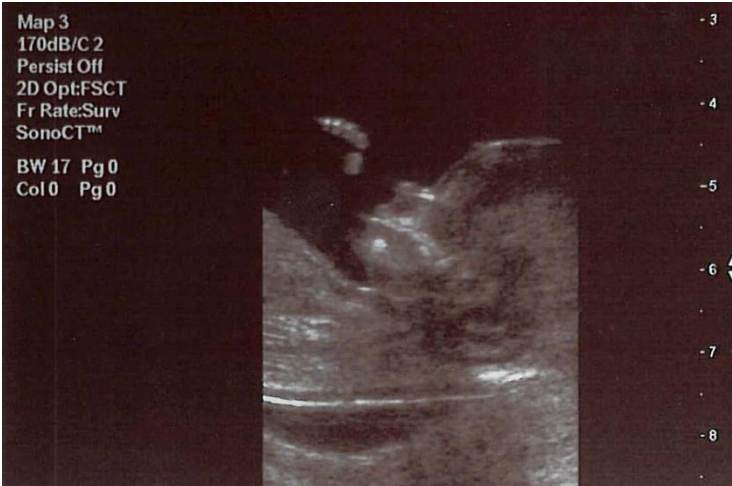 Map 3
170dB/C 2
Persist Off
2D Opt:FSCT
Fr Rate:Surv
SonoCT™
BW 17 Pg 0
Col 0 Pg 0
- 3
- 4
- 5
- 6
- 7
- 8